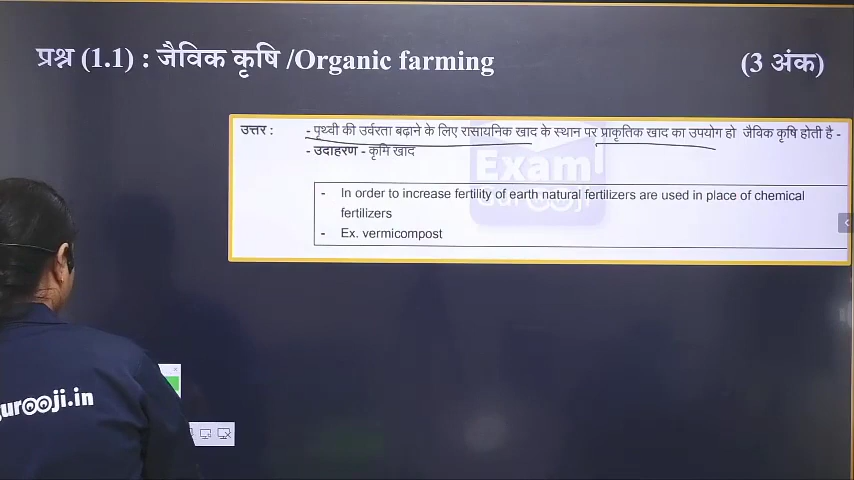 प्रश्न (1.1) : जैविक कृषि /Organic farming (3 अंक)
उत्तर : - पृथ्वी की उर्वरता बढ़ाने के लिए रासायनिक खाद के स्थान पर प्राकृतिक खाद का उपयोग हो जैविक कृषि होती है -
- उदाहरण - कृमि खाद
Exam
gurooji
- In order to increase fertility of earth natural fertilizers are used in place of chemical
fertilizers
- Ex. vermicompost
urooji.in